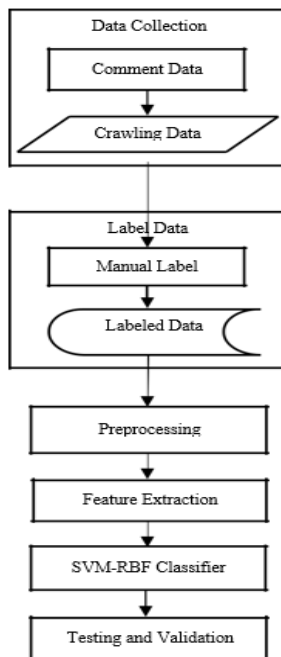 Data Collection
Comment Data
Crawling Data
Label Data
Manual Label
Labeled Data
Preprocessing
Feature Extraction
SVM-RBF Classifier
Testing and Validation